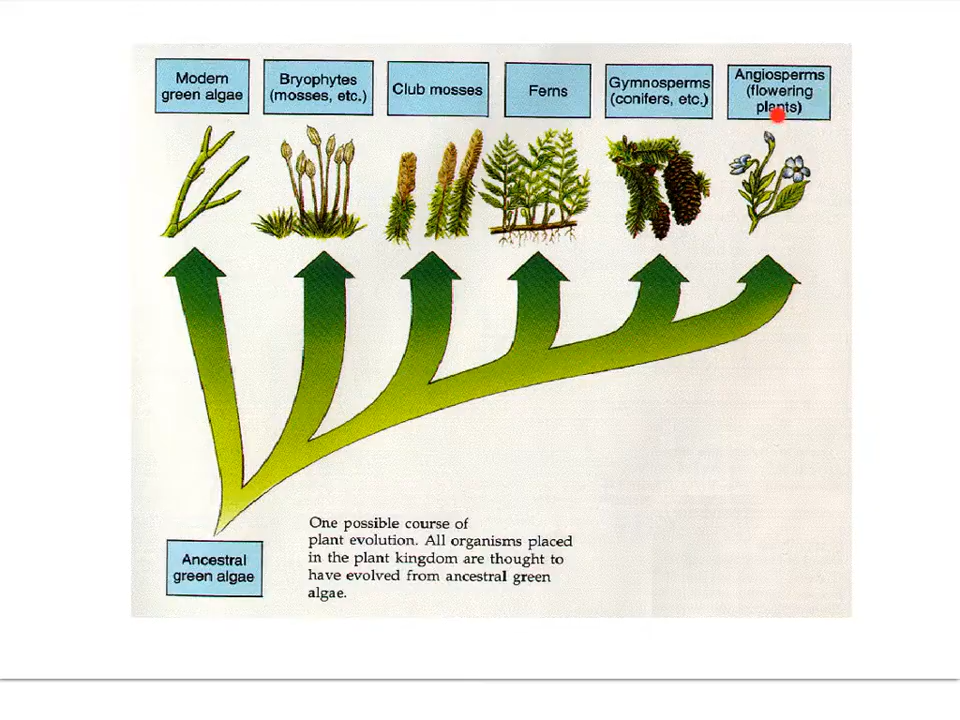 Modern
green algae
Bryophytes
(mosses, etc.)
Club mosses
Ferns
Gymnosperms
(conifers, etc.)
Angiosperms
(flowering
plants)
One possible course of
plant evolution. All organisms placed
in the plant kingdom are thought to
have evolved from ancestral green
algae.
Ancestral
green algae